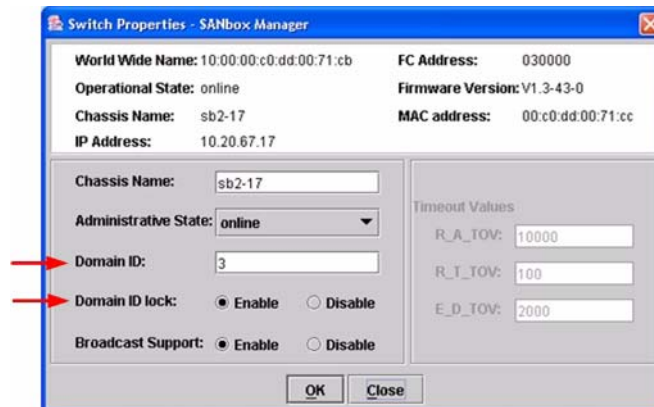 Switch Properties - SANbox Manager
World Wide Name: 10:00:00:c0:dd:00:71:cb
FC Address: 030000
Operational State: online
Firmware Version: V1.3-43-0
Chassis Name: sb2-17
MAC address: 00:c0:dd:00:71:cc
IP Address: 10.20.67.17
Chassis Name: sb2-17
Administrative State: online
Domain ID: 3
Domain ID lock: Enable Disable
Broadcast Support: Enable Disable
Timeout Values
R_A_TOV: 10000
R_T_TOV: 100
E_D_TOV: 2000
OK Close